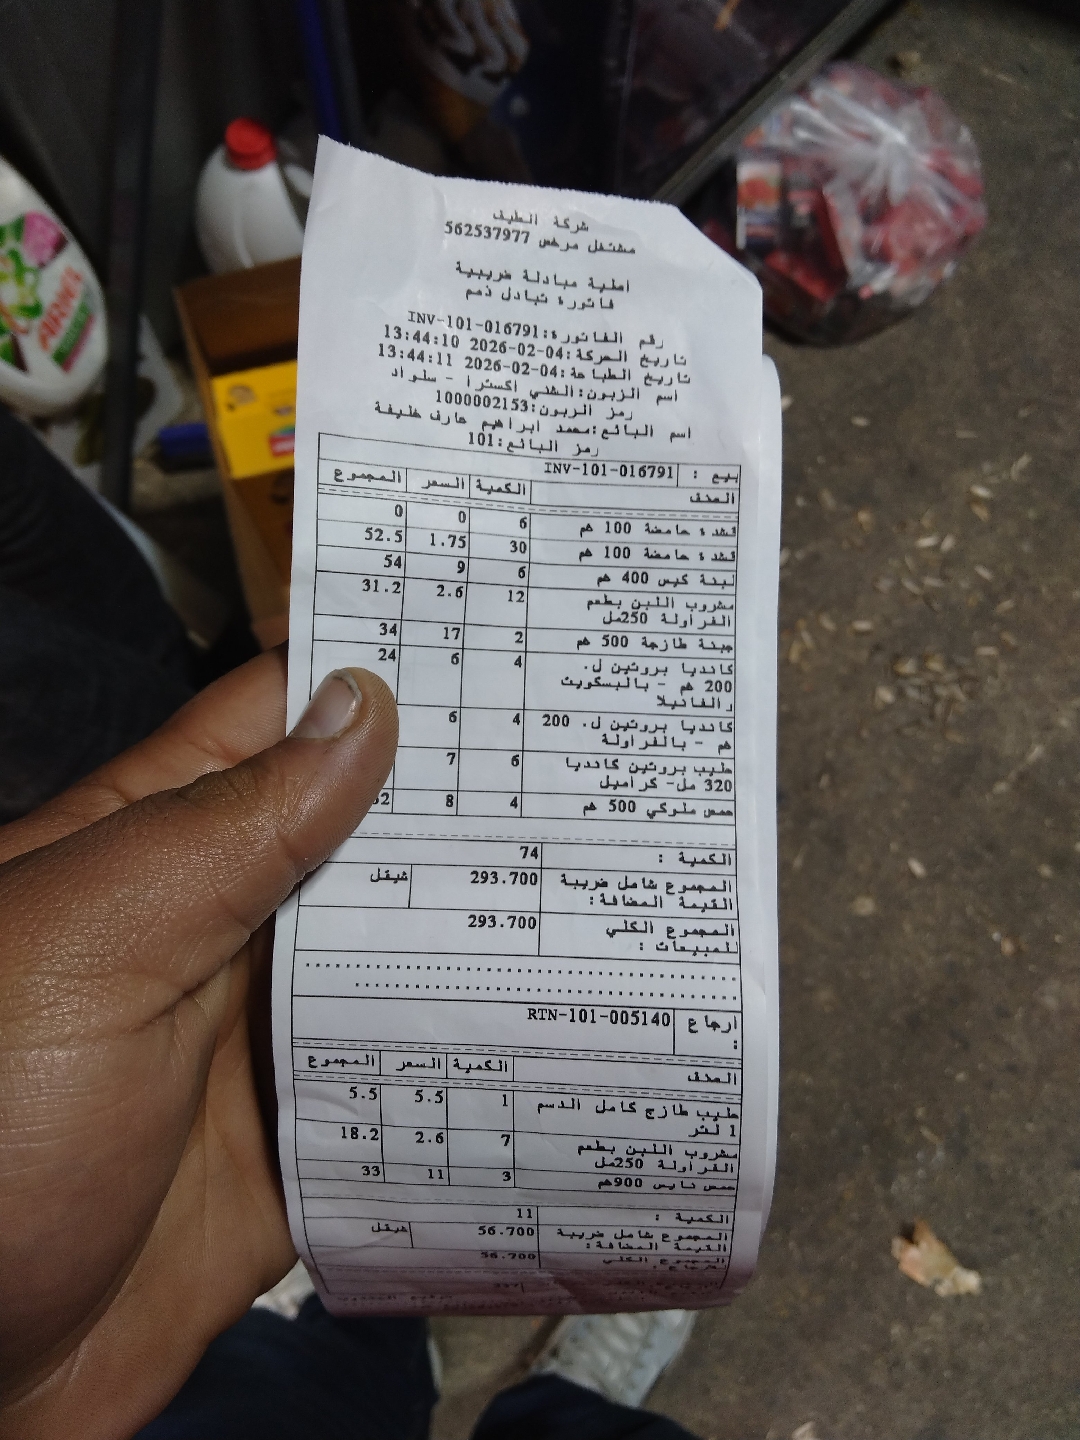 شركة الطيف
مشتغل مرخص 562537977
اصلية مبادلة ضريبية
فاتورة تبادل ذمم
رقم الفاتورة:INV-101-016791
تاريخ الحركة:2026-02-04 13:44:10
تاريخ الطباعة:2026-02-04 13:44:11
اسم الزبون:الشني اكسترا - سلواد
رمز الزبون:1000002153
اسم البائع:محمد ابراهيم عارف خليفة
رمز البائع:101
بيع : INV-101-016791
الصنف الكمية السعر المجموع
قشدة حامضة 100 غم 6 0 0
قشدة حامضة 100 غم 30 1.75 52.5
لبنة كيس 400 غم 6 9 54
مشروب اللبن بطعم 12 2.6 31.2
الفراولة 250مل
جبنة طازجة 500 غم 2 17 34
كانديا بروتين ل. 4 6 24
200 غم - بالبسكويت
والفانيلا
كانديا بروتين ل. 200 4 6
غم - بالفراولة
حليب بروتين كانديا 6 7
320 مل- كراميل
حمص ملوكي 500 غم 4 8
الكمية : 74
المجموع شامل ضريبة 293.700 شيقل
القيمة المضافة:
المجموع الكلي 293.700
للمبيعات :
ارجاع RTN-101-005140
:
الصنف الكمية السعر المجموع
حليب طازج كامل الدسم 1 5.5 5.5
1 لتر
مشروب اللبن بطعم 7 2.6 18.2
الفراولة 250مل
حمص نايس 900غم 3 11 33
الكمية : 11
المجموع شامل ضريبة 56.700 شيقل
القيمة المضافة:
المجموع الكلي 56.700
ARIEL